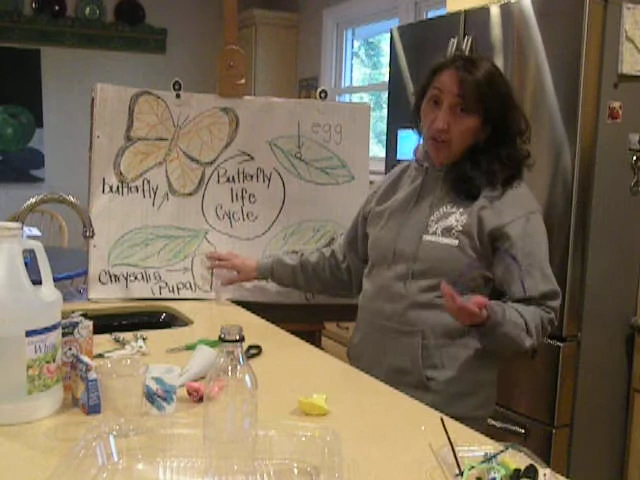 egg
butterfly
Butterfly
life
Cycle
Chrysalis
Pupa